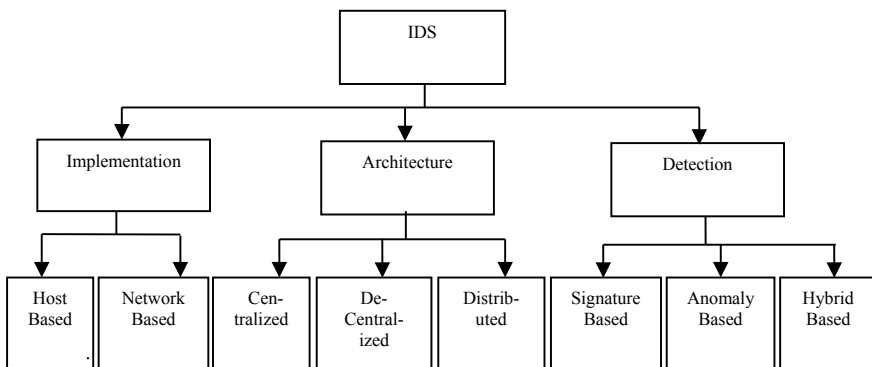 IDS
Implementation
Architecture
Detection
Host
Based
.
Network
Based
Cen-
tralized
De-
Central-
ized
Distrib-
uted
Signature
Based
Anomaly
Based
Hybrid
Based